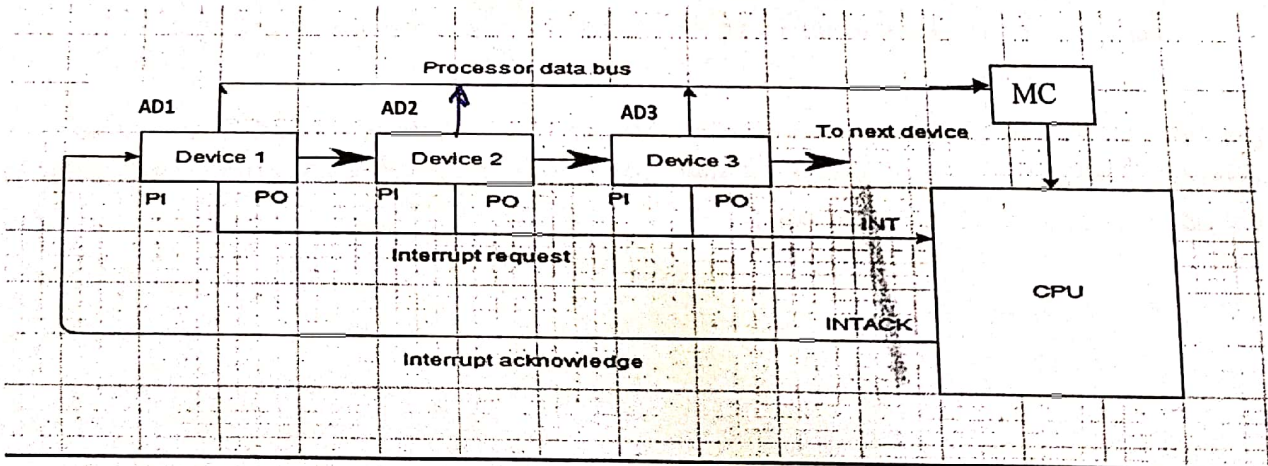 Processor data bus
MC
AD1
AD2
AD3
To next device
Device 1
Device 2
Device 3
PI
PO
PI
PO
PI
PO
INT
Interrupt request
CPU
INTACK
Interrupt acknowledge